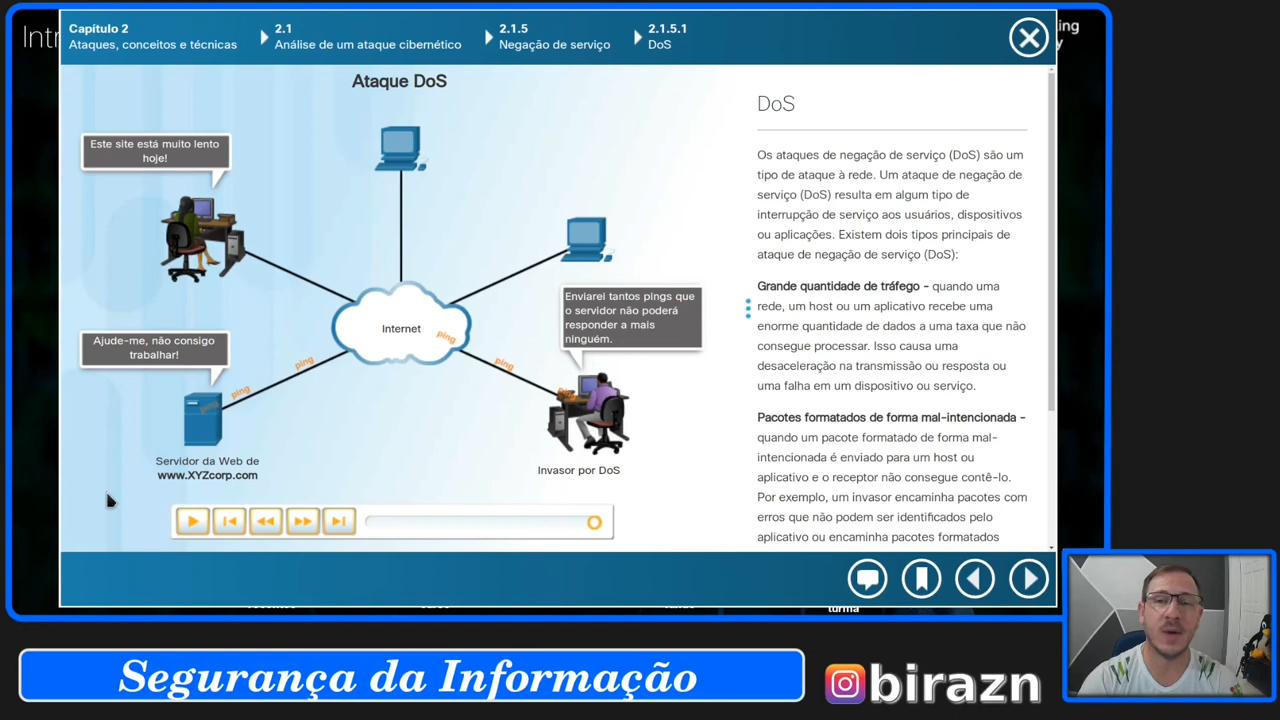 Intr
king
y
Capítulo 2
Ataques, conceitos e técnicas
2.1
Análise de um ataque cibernético
2.1.5
Negação de serviço
2.1.5.1
DoS
Ataque DoS
Este site está muito lento
hoje!
Internet
Enviarei tantos pings que
o servidor não poderá
responder a mais
ninguém.
Ajude-me, não consigo
trabalhar!
ping
ping
ping
ping
ping
Servidor da Web de
www.XYZcorp.com
Invasor por DoS
DoS
Os ataques de negação de serviço (DoS) são um
tipo de ataque à rede. Um ataque de negação de
serviço (DoS) resulta em algum tipo de
interrupção de serviço aos usuários, dispositivos
ou aplicações. Existem dois tipos principais de
ataque de negação de serviço (DoS):
Grande quantidade de tráfego - quando uma
rede, um host ou um aplicativo recebe uma
enorme quantidade de dados a uma taxa que não
consegue processar. Isso causa uma
desaceleração na transmissão ou resposta ou
uma falha em um dispositivo ou serviço.
Pacotes formatados de forma mal-intencionada -
quando um pacote formatado de forma mal-
intencionada é enviado para um host ou
aplicativo e o receptor não consegue contê-lo.
Por exemplo, um invasor encaminha pacotes com
erros que não podem ser identificados pelo
aplicativo ou encaminha pacotes formatados
turma
Segurança da Informação
birazn